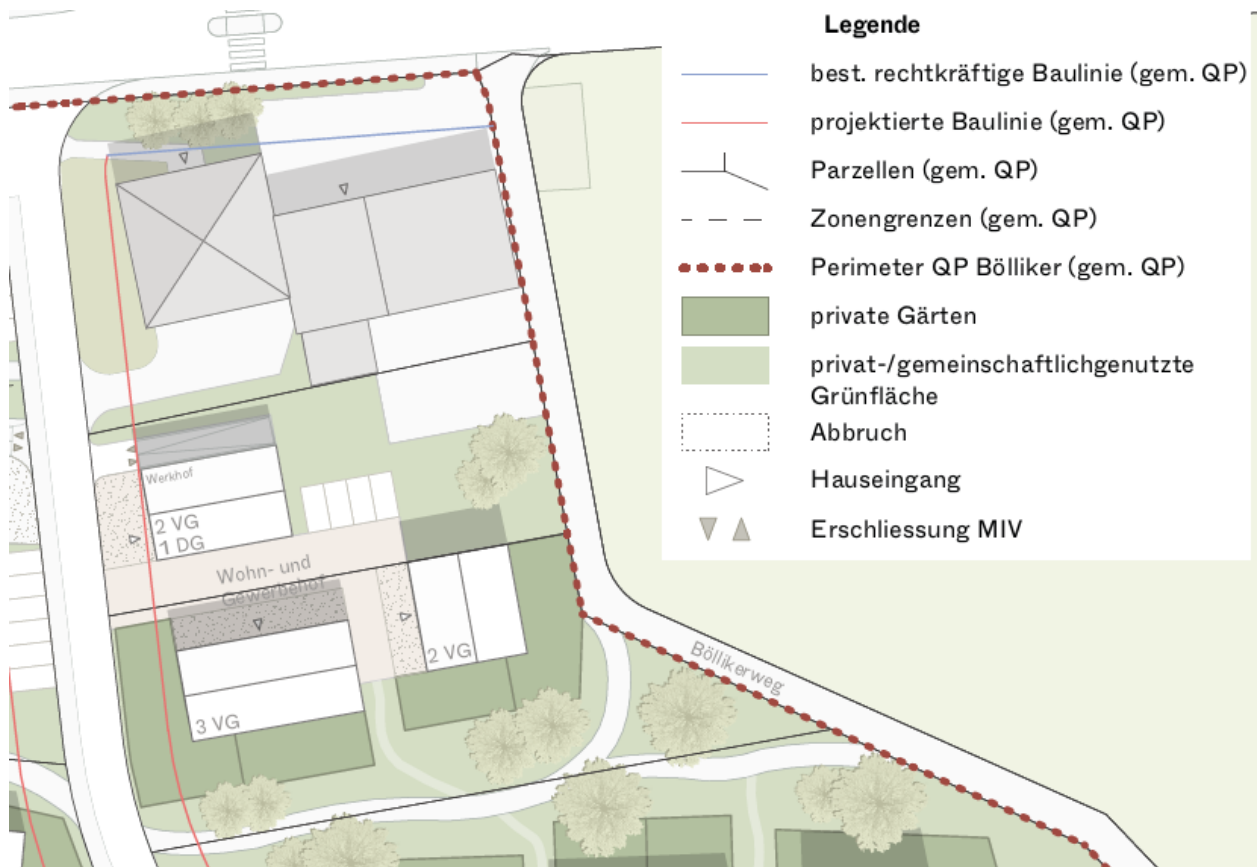 Legende
best. rechtkräftige Baulinie (gem. QP)
projektierte Baulinie (gem. QP)
Parzellen (gem. QP)
Zonengrenzen (gem. QP)
Perimeter QP Bölliker (gem. QP)
private Gärten
privat-/gemeinschaftlichgenutzte
Grünfläche
Abbruch
Hauseingang
Erschliessung MIV
Werkhof
2 VG
1 DG
Wohn- und
Gewerbehof
2 VG
3 VG
Böllikerweg